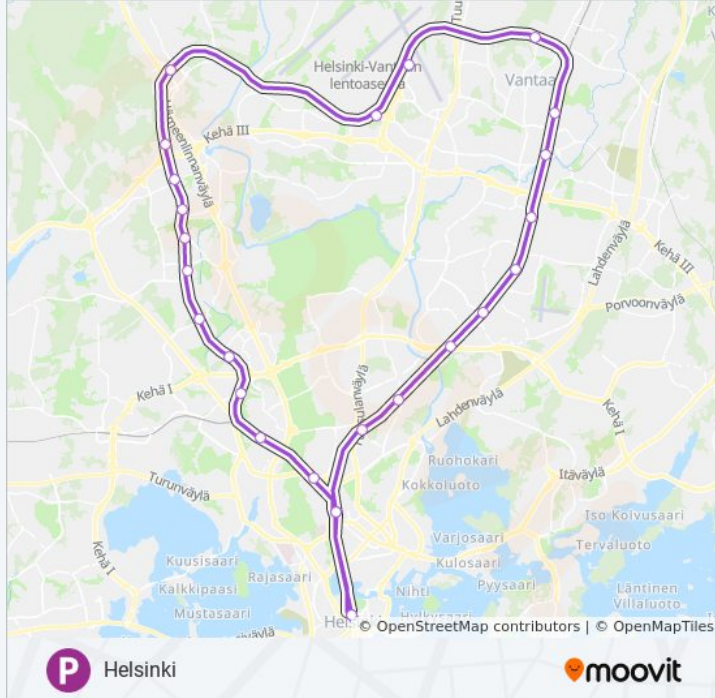 Tuu
Helsinki-Vantaan
lentoasema
Vantaa
Kehä III
Hämeenlinnanväylä
Lahdenväylä
Kehä III
Porvoonväylä
Kehä I
Lahdenväylä
Kehä I
Ruohokari
Kokkoluoto
Itäväylä
Turunväylä
Iso Koivusaari
Varjosaari
Tervaluoto
Kehä I
Kuusisaari
Kulosaari
Kalkkipaasi
Rajasaari
Nihti
Pyysaari
Läntinen
Villaluoto
Mustasaari
© OpenStreetMap contributors | © OpenMapTiles
P
Helsinki
moovit